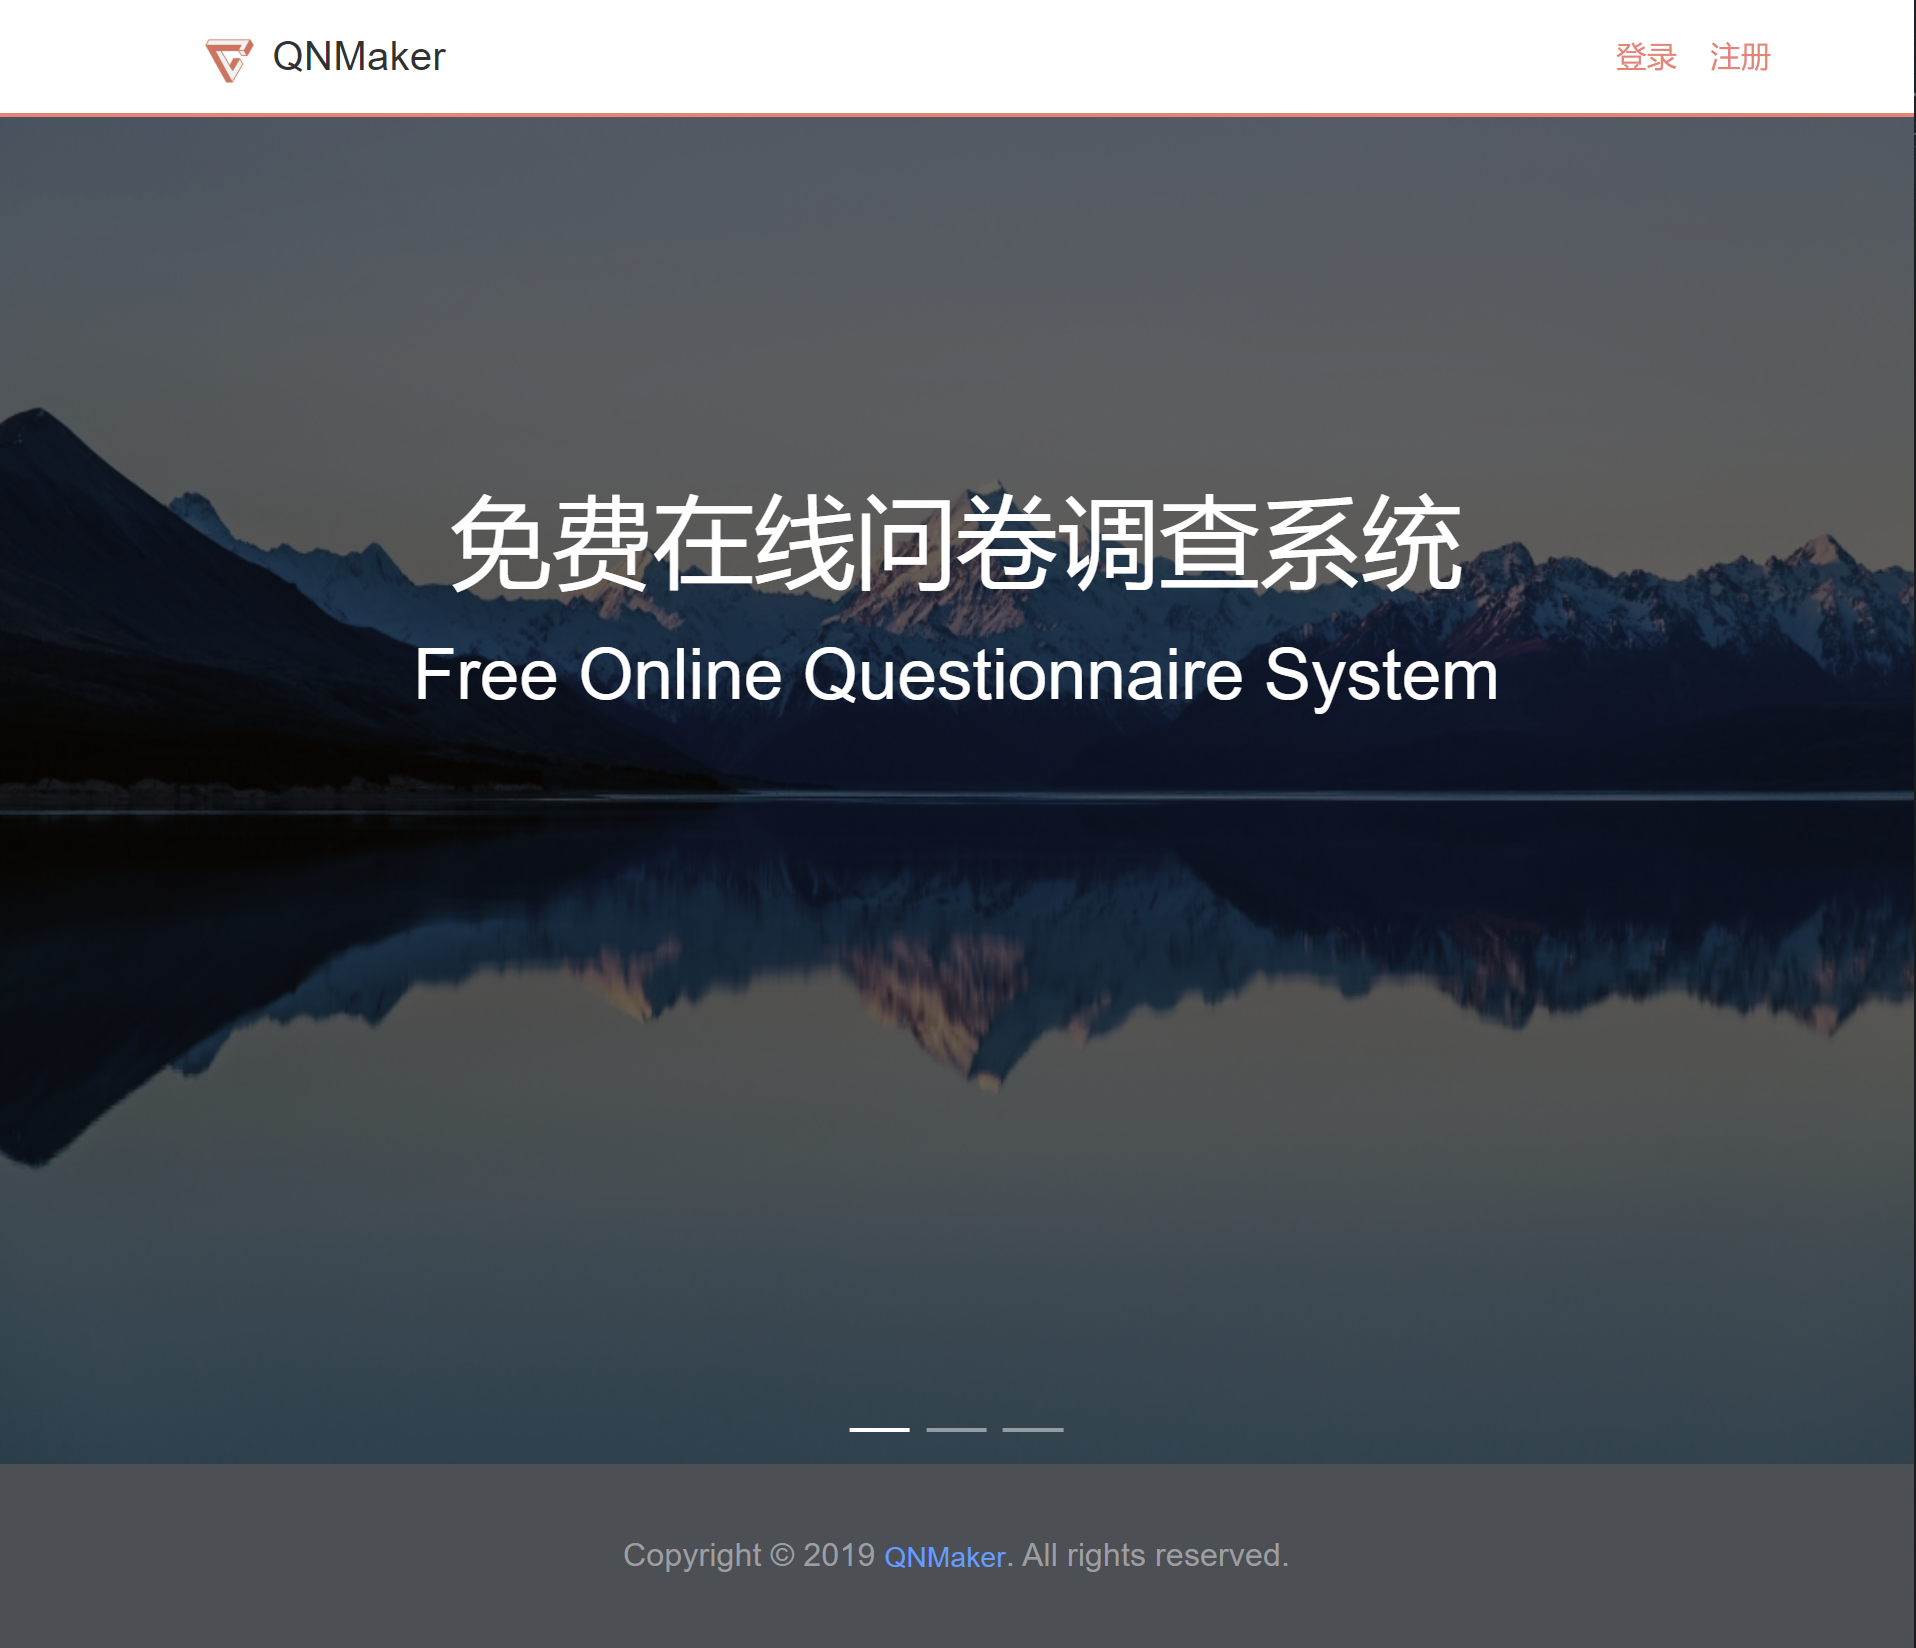 QNMaker
登录 注册
免费在线问卷调查系统
Free Online Questionnaire System
Copyright © 2019 QNMaker. All rights reserved.